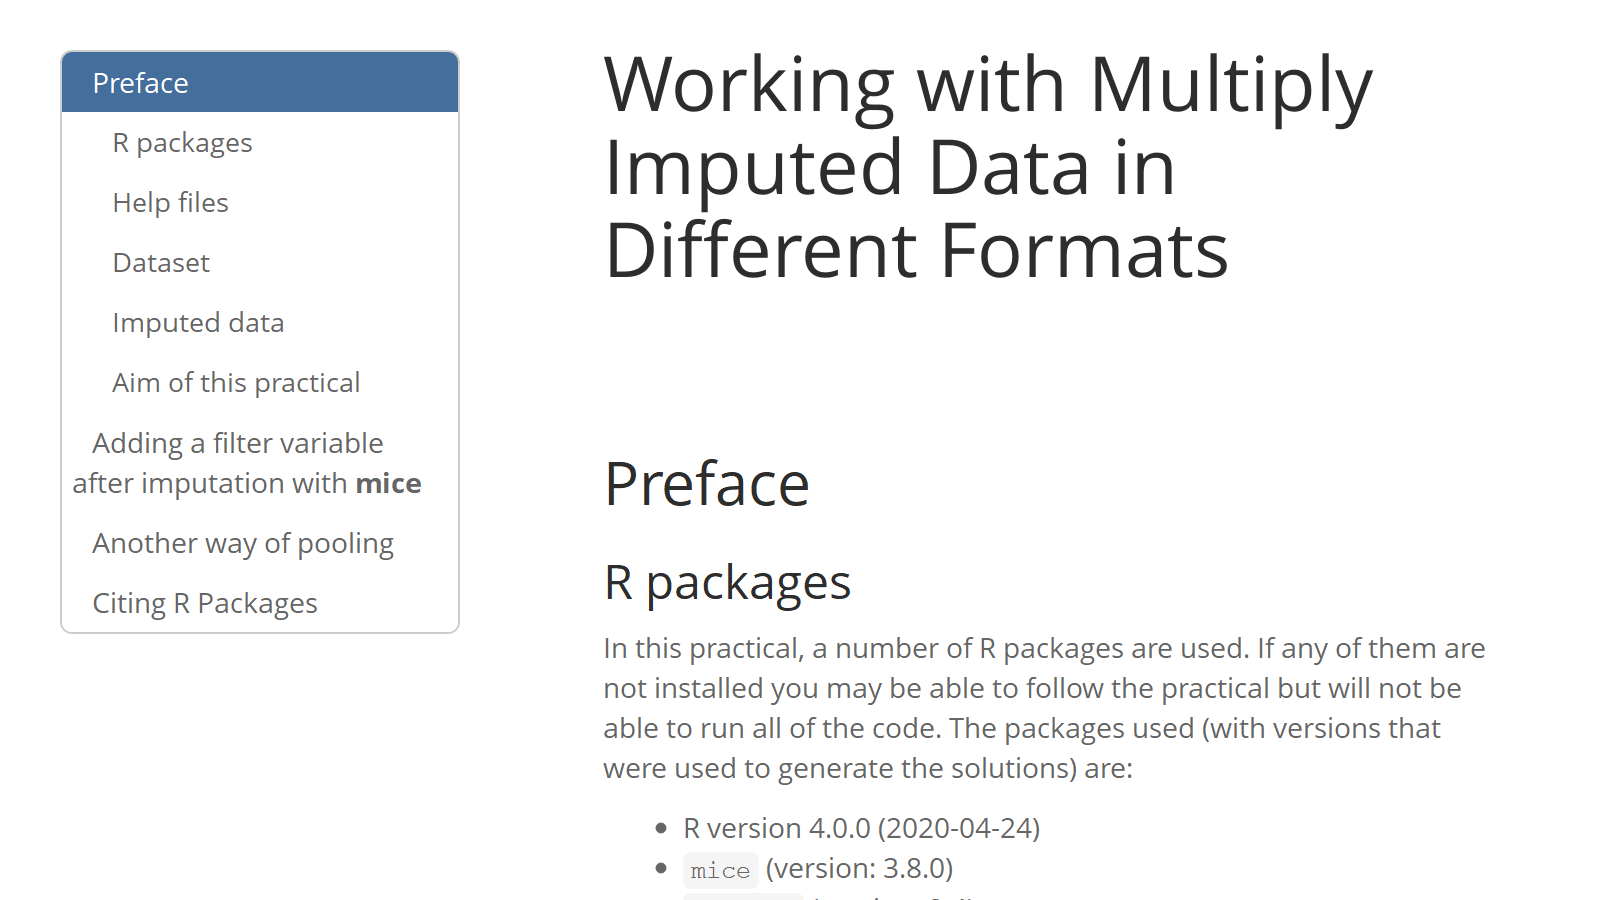 Preface
R packages
Help files
Dataset
Imputed data
Aim of this practical
Adding a filter variable
after imputation with mice
Another way of pooling
Citing R Packages
Working with Multiply
Imputed Data in
Different Formats
Preface
R packages
In this practical, a number of R packages are used. If any of them are
not installed you may be able to follow the practical but will not be
able to run all of the code. The packages used (with versions that
were used to generate the solutions) are:
R version 4.0.0 (2020-04-24)
mice (version: 3.8.0)